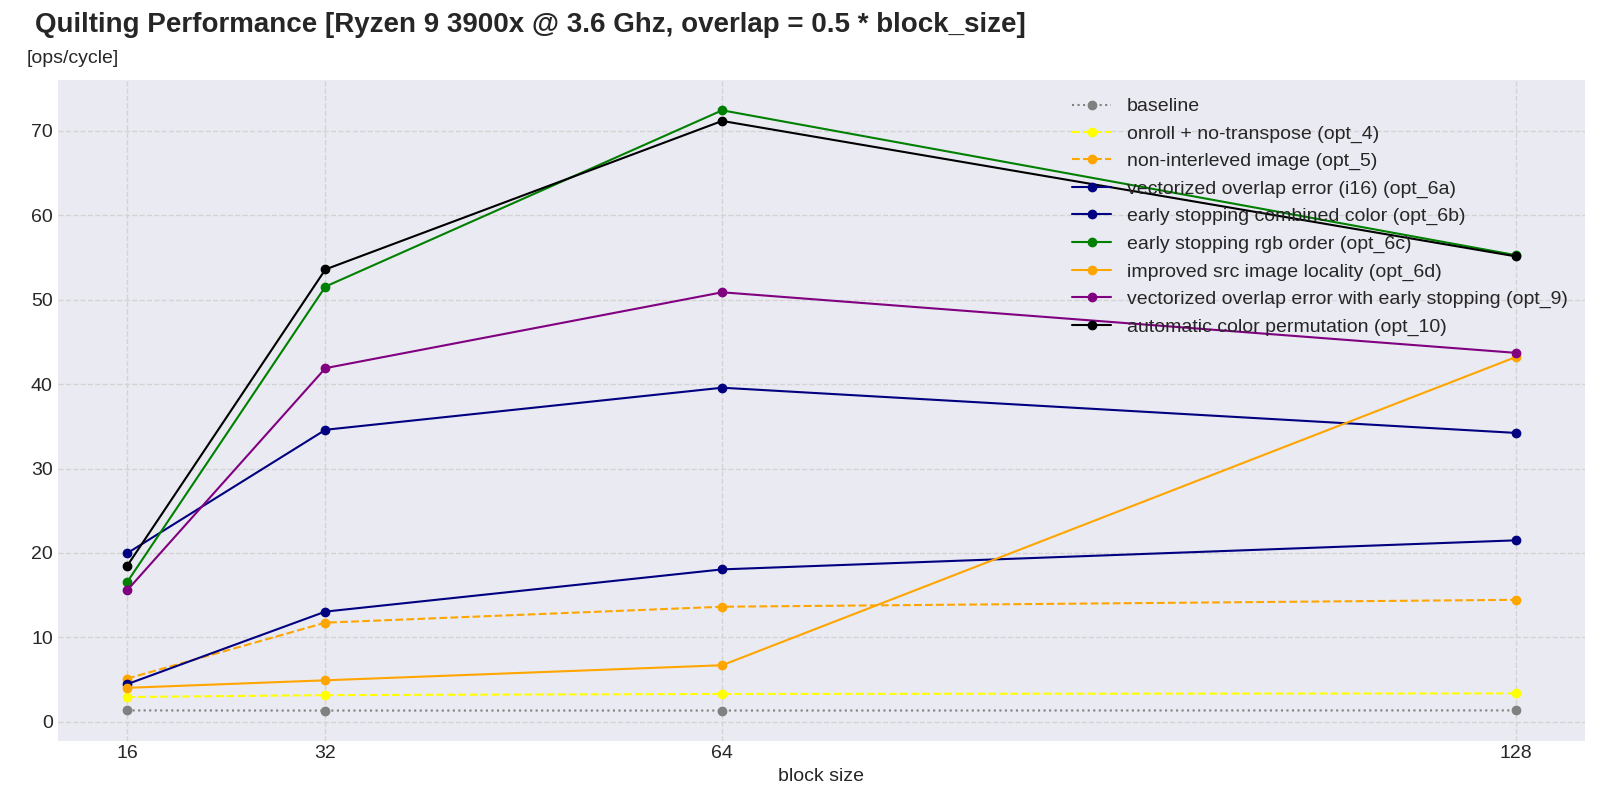 Quilting Performance [Ryzen 9 3900x @ 3.6 Ghz, overlap = 0.5 * block_size]
[ops/cycle]
baseline
onroll + no-transpose (opt_4)
non-interleved image (opt_5)
vectorized overlap error (i16) (opt_6a)
early stopping combined color (opt_6b)
early stopping rgb order (opt_6c)
improved src image locality (opt_6d)
vectorized overlap error with early stopping (opt_9)
automatic color permutation (opt_10)
70
60
50
40
30
20
10
0
16 32 64 128
block size